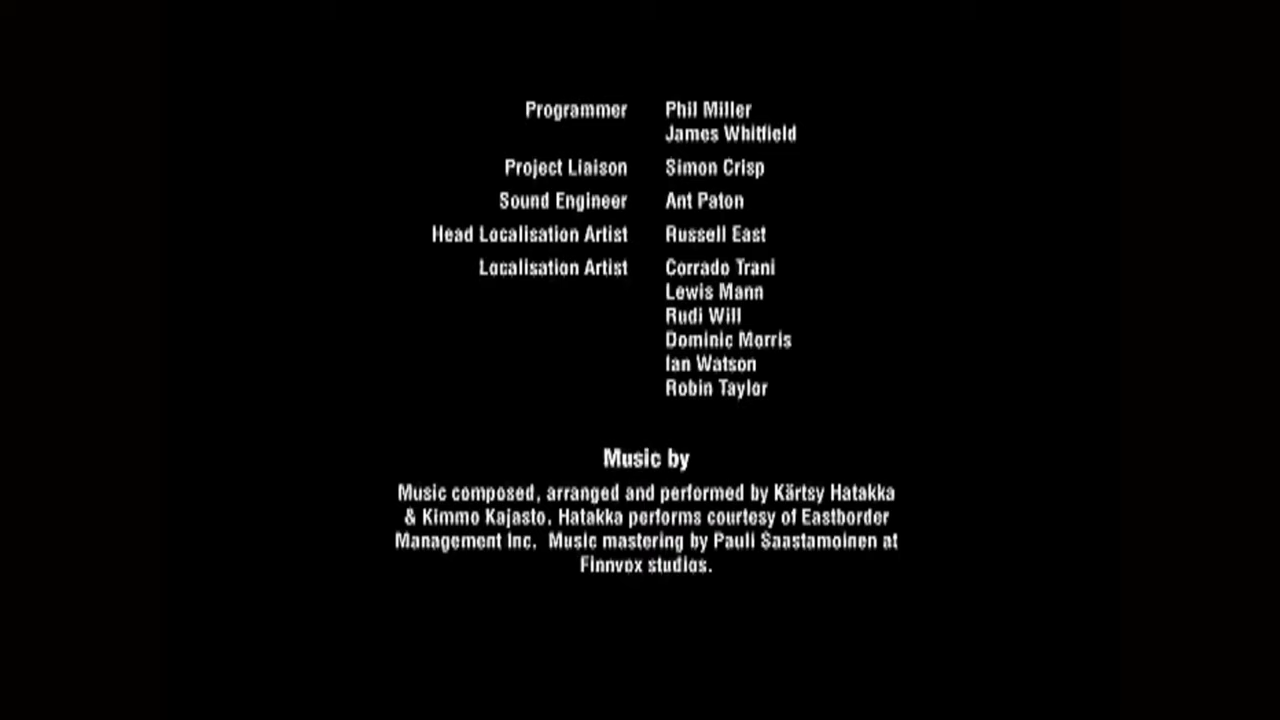 Programmer Phil Miller
James Whitfield
Project Liaison Simon Crisp
Sound Engineer Ant Paton
Head Localisation Artist Russell East
Localisation Artist Corrado Trani
Lewis Mann
Rudi Will
Dominic Morris
Ian Watson
Robin Taylor
Music by
Music composed, arranged and performed by Kärtsy Hatakka
& Kimmo Kajasto. Hatakka performs courtesy of Eastborder
Management Inc. Music mastering by Pauli Saastamoinen at
Finnvox studios.